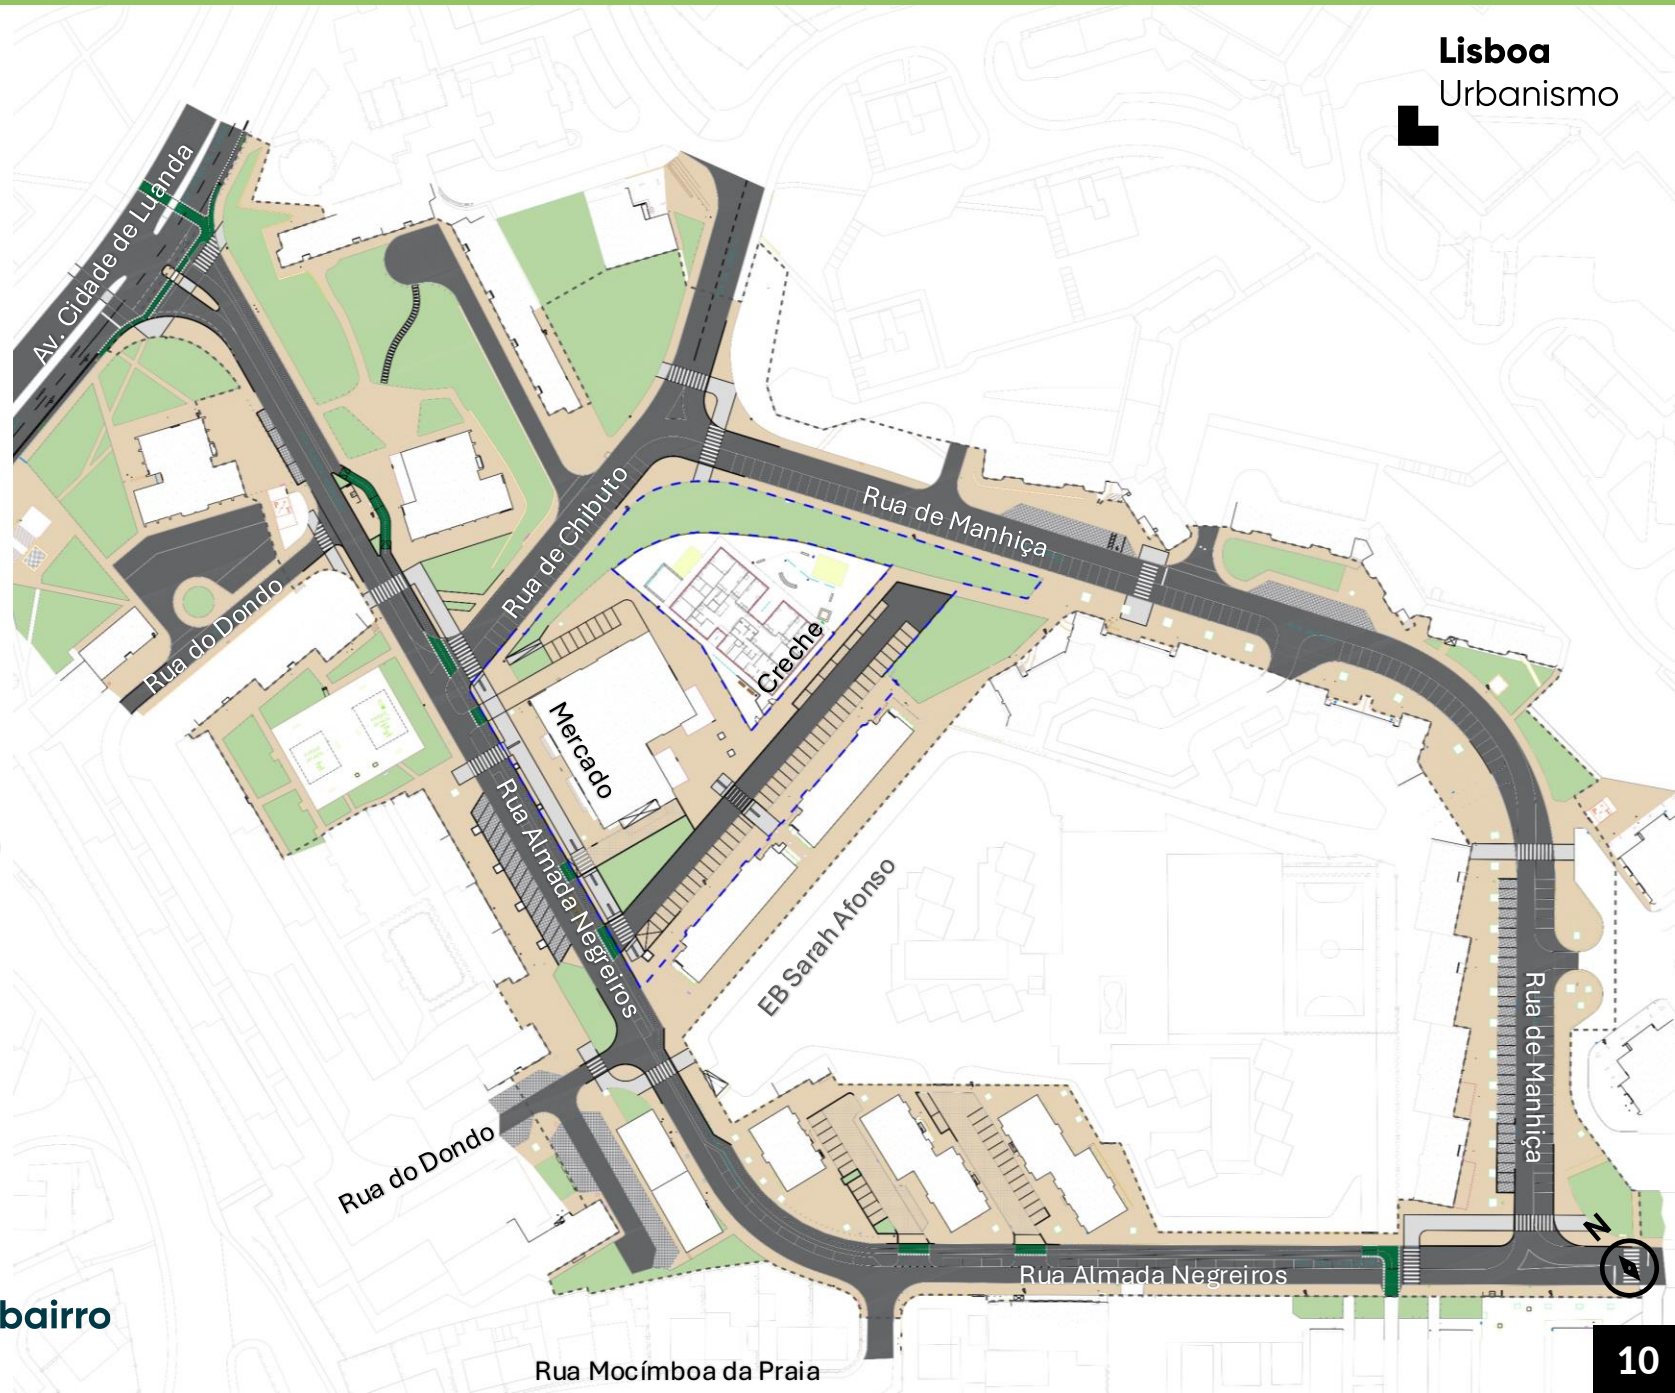 Lisboa
Urbanismo
Av. Cidade de Luanda
Rua de Chibuto
Rua de Manhiça
Rua do Dondo
Creche
Mercado
Rua Almada Negreiros
EB Sarah Afonso
Rua de Manhiça
Rua do Dondo
N
Rua Almada Negreiros
bairro
Rua Mocímboa da Praia
10